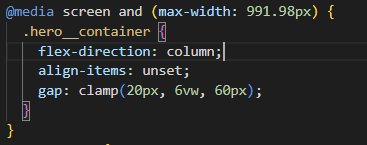 @media screen and (max-width: 991.98px) {
  .hero__container {
    flex-direction: column;
    align-items: unset;
    gap: clamp(20px, 6vw, 60px);
  }
}